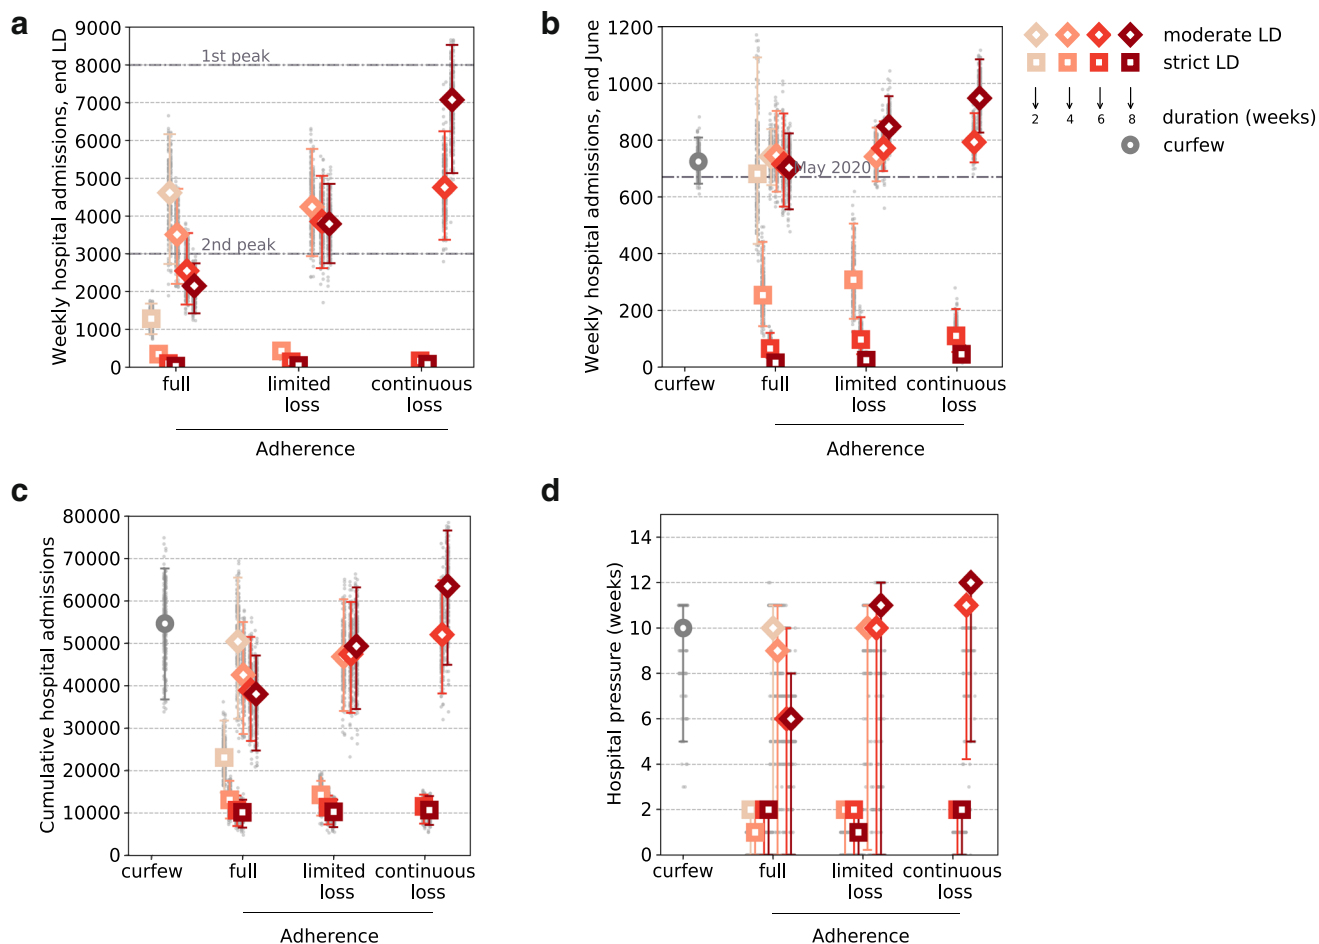 a
Weekly hospital admissions, end LD
9000
8000
7000
6000
5000
4000
3000
2000
1000
0
1st peak
2nd peak
full
limited
loss
continuous
loss
Adherence
b
Weekly hospital admissions, end June
1200
1000
800
600
400
200
0
May 2020
curfew
full
limited
loss
continuous
loss
Adherence
moderate LD
strict LD
2 4 6 8 duration (weeks)
curfew
c
Cumulative hospital admissions
80000
70000
60000
50000
40000
30000
20000
10000
0
curfew
full
limited
loss
continuous
loss
Adherence
d
Hospital pressure (weeks)
14
12
10
8
6
4
2
0
curfew
full
limited
loss
continuous
loss
Adherence